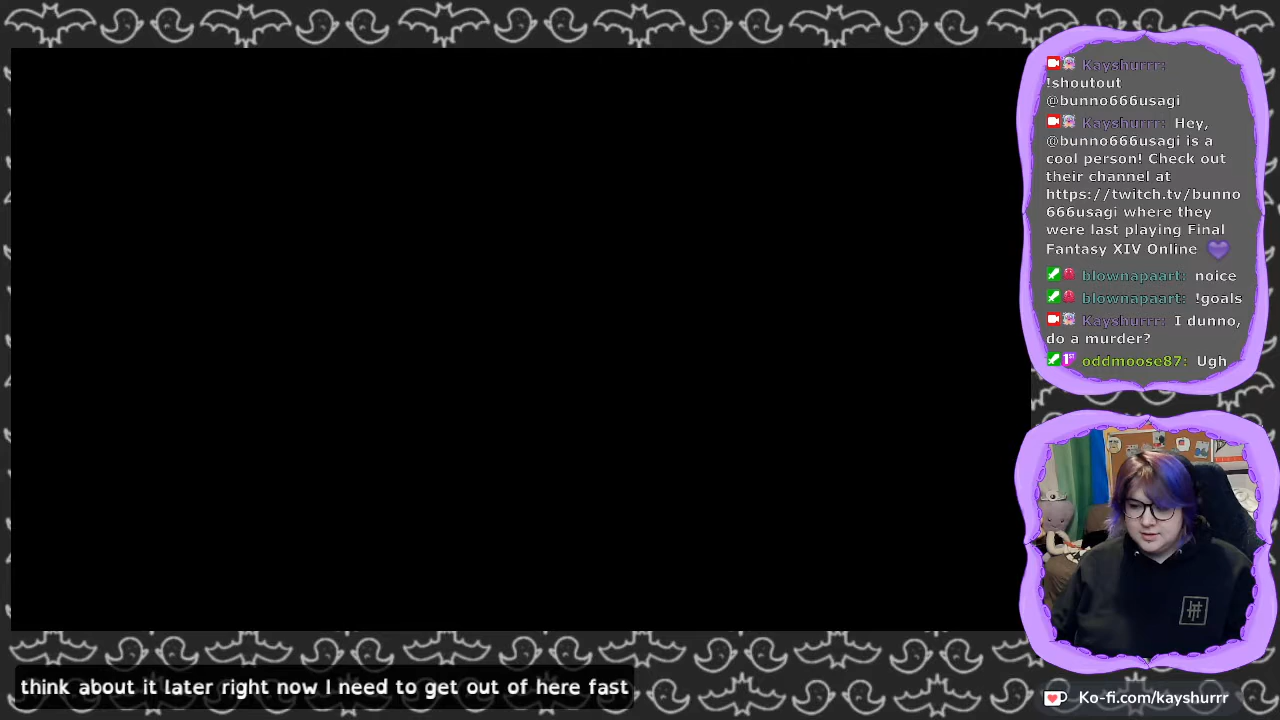 Kayshurrr:
!shoutout
@bunno666usagi
Kayshurrr: Hey,
@bunno666usagi is a
cool person! Check out
their channel at
https://twitch.tv/bunno
666usagi where they
were last playing Final
Fantasy XIV Online
blownapaart: noice
blownapaart: !goals
Kayshurrr: I dunno,
do a murder?
1ST oddmoose87: Ugh
think about it later right now I need to get out of here fast
Ko-fi.com/kayshurrr